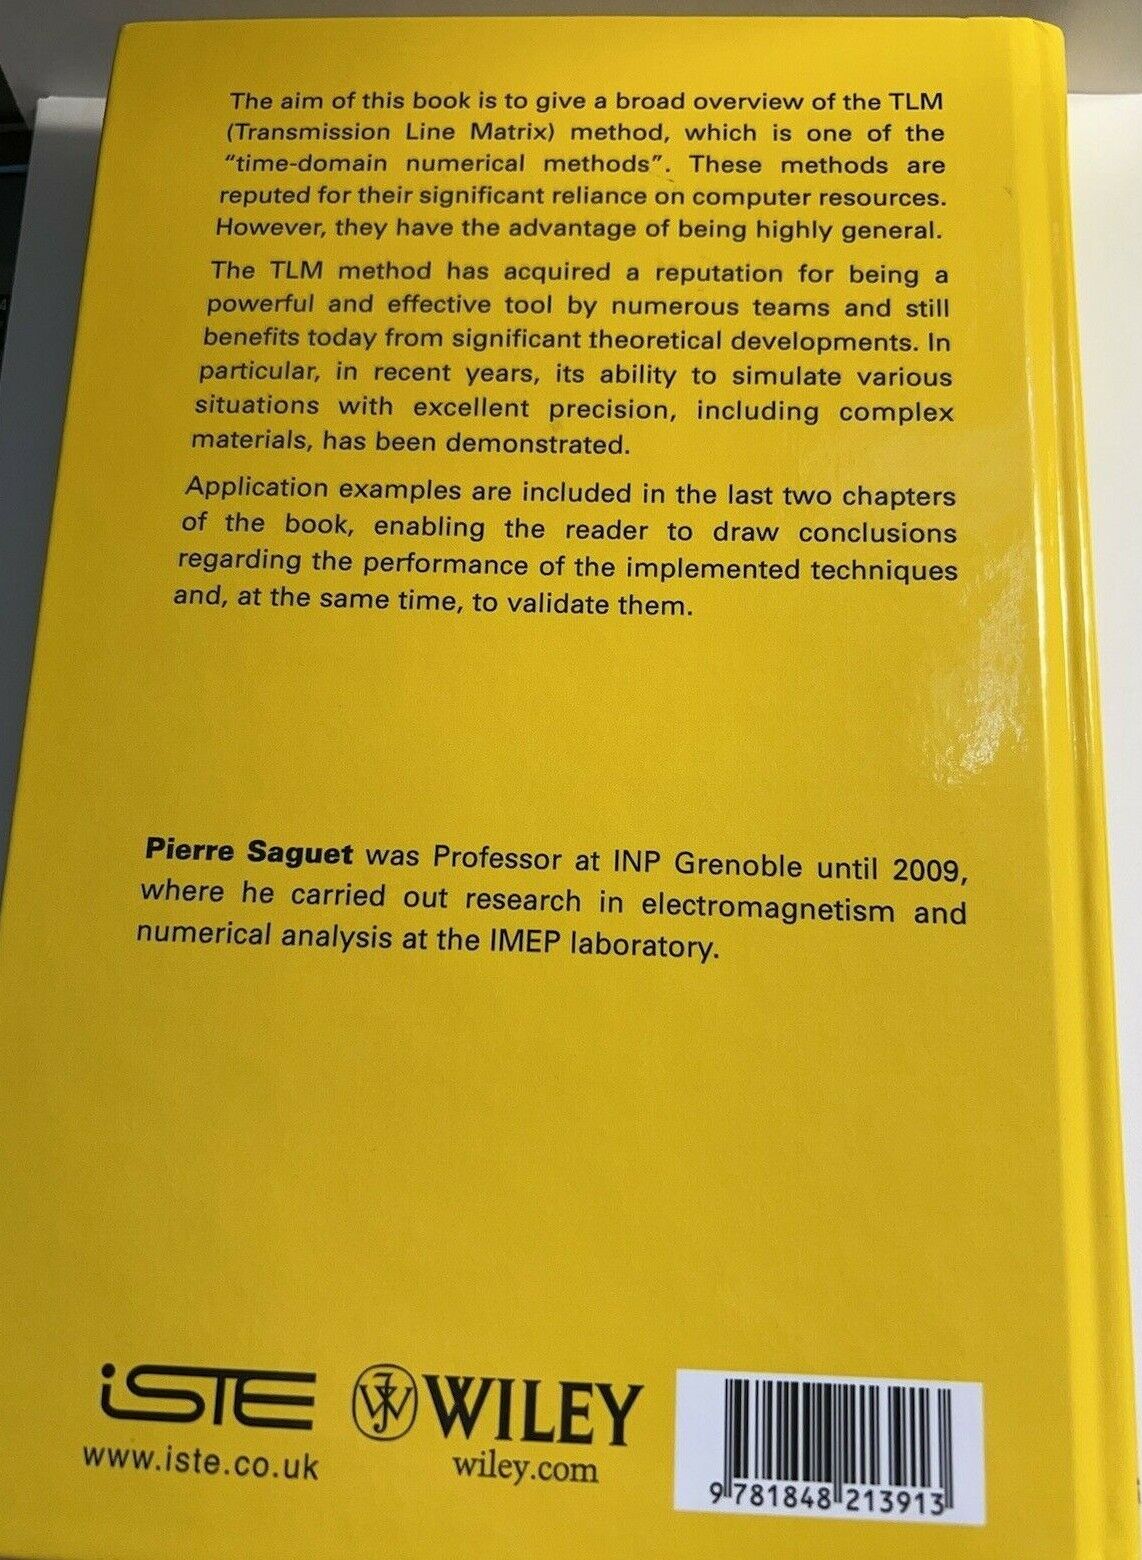 The aim of this book is to give a broad overview of the TLM
(Transmission Line Matrix) method, which is one of the
“time-domain numerical methods”. These methods are
reputed for their significant reliance on computer resources.
However, they have the advantage of being highly general.
The TLM method has acquired a reputation for being a
powerful and effective tool by numerous teams and still
benefits today from significant theoretical developments. In
particular, in recent years, its ability to simulate various
situations with excellent precision, including complex
materials, has been demonstrated.
Application examples are included in the last two chapters
of the book, enabling the reader to draw conclusions
regarding the performance of the implemented techniques
and, at the same time, to validate them.
Pierre Saguet was Professor at INP Grenoble until 2009,
where he carried out research in electromagnetism and
numerical analysis at the IMEP laboratory.
iSTE
www.iste.co.uk
WILEY
wiley.com
9 781848 213913